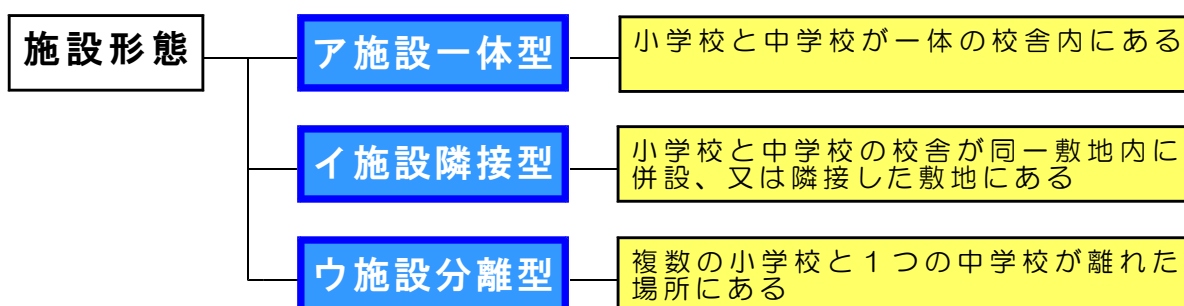 施設形態
ア施設一体型
小学校と中学校が一体の校舎内にある
イ施設隣接型
小学校と中学校の校舎が同一敷地内に
併設、又は隣接した敷地にある
ウ施設分離型
複数の小学校と１つの中学校が離れた
場所にある